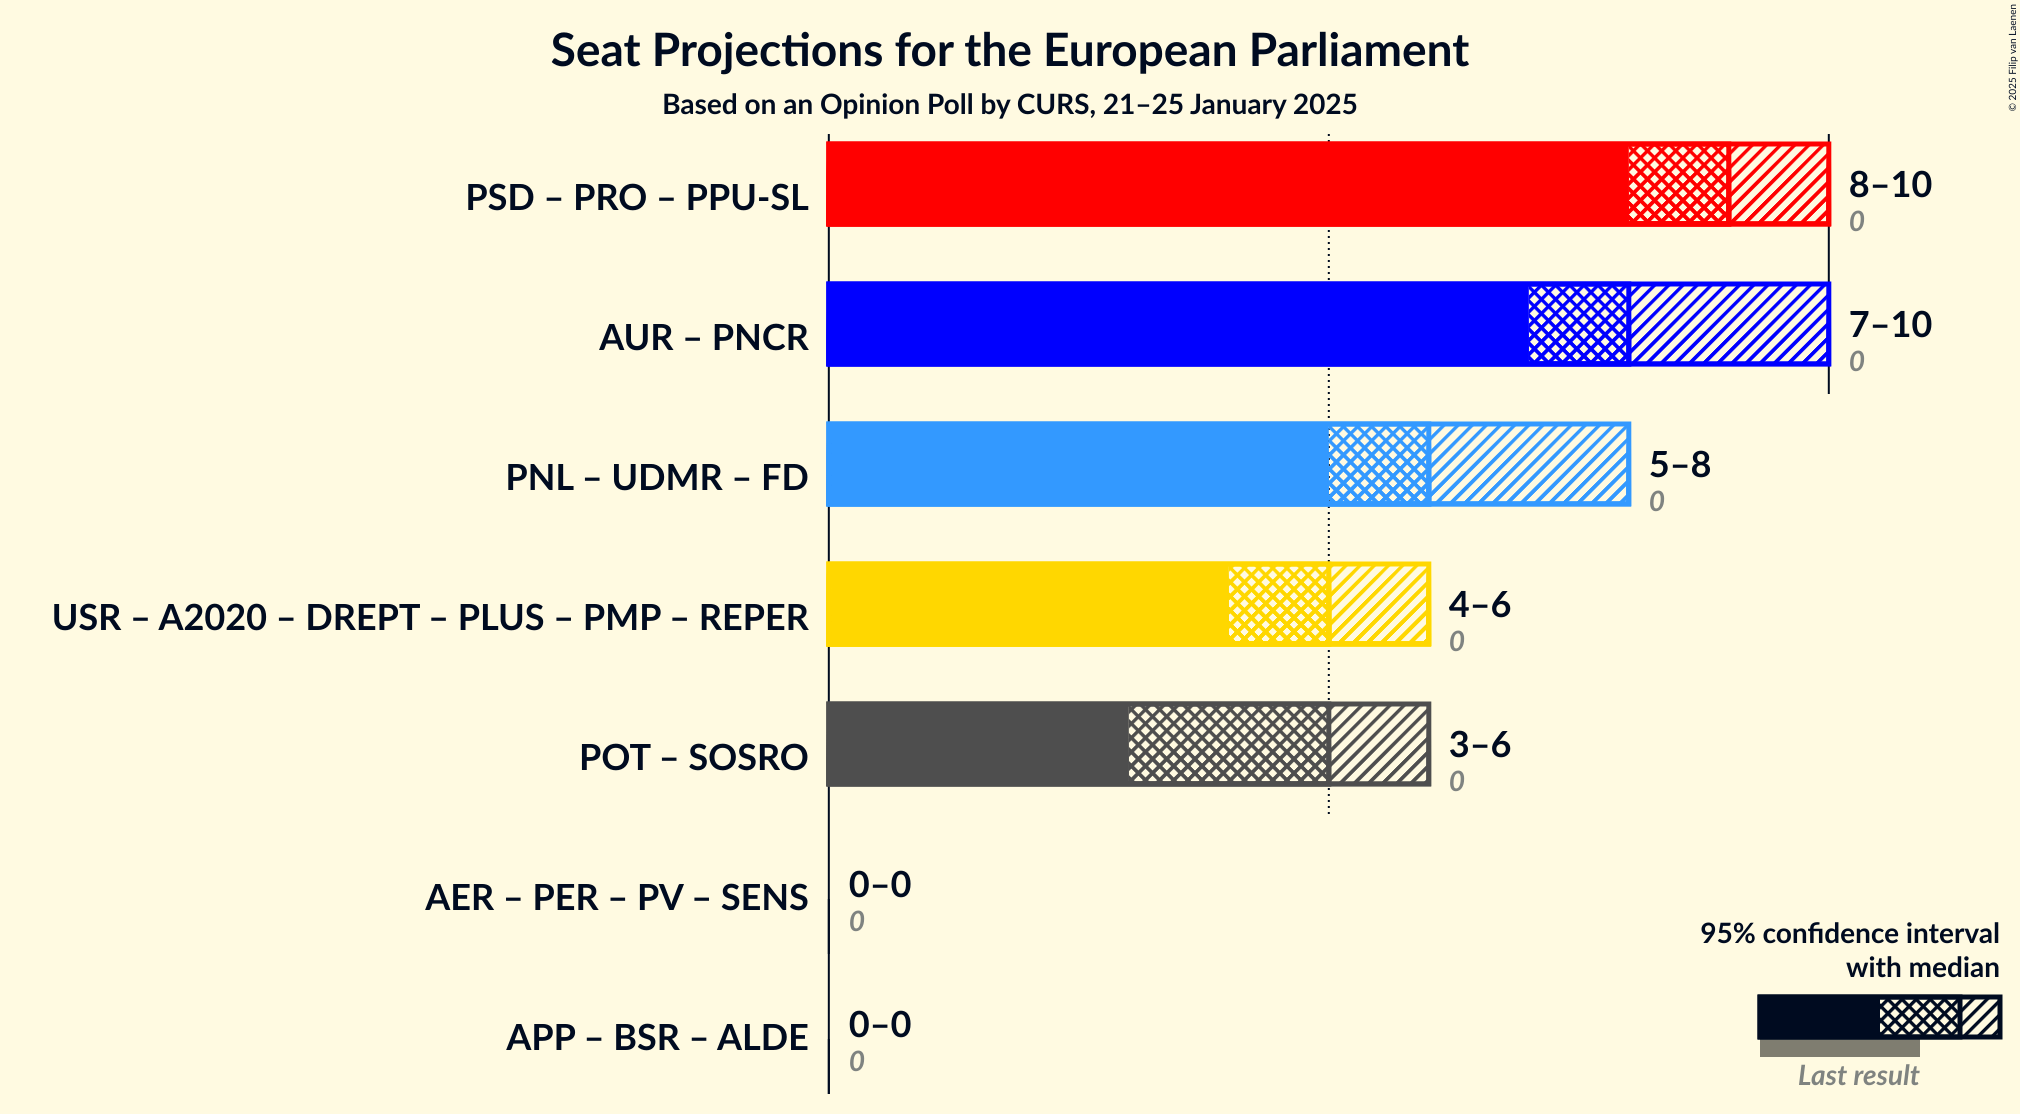 Seat Projections for the European Parliament
Based on an Opinion Poll by CURS, 21–25 January 2025
© 2025 Filip van Laenen
PSD – PRO – PPU-SL
8–10
0
AUR – PNCR
7–10
0
PNL – UDMR – FD
5–8
0
USR – A2020 – DREPT – PLUS – PMP – REPER
4–6
0
POT – SOSRO
3–6
0
AER – PER – PV – SENS
0–0
0
APP – BSR – ALDE
0–0
0
95% confidence interval
with median
Last result